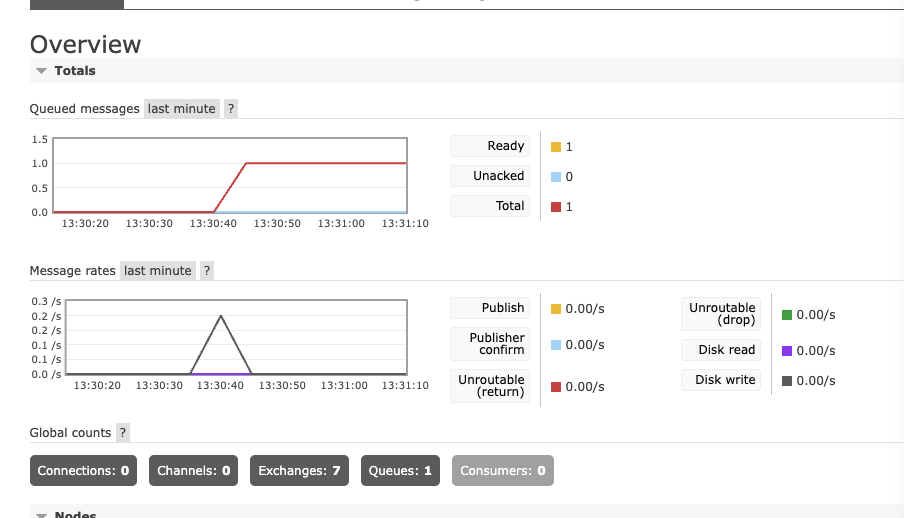 Overview
Totals
Queued messages last minute ?
1.5
1.0
0.5
0.0
13:30:20 13:30:30 13:30:40 13:30:50 13:31:00 13:31:10
Ready 1
Unacked 0
Total 1
Message rates last minute ?
0.3 /s
0.2 /s
0.2 /s
0.1 /s
0.1 /s
0.0 /s
13:30:20 13:30:30 13:30:40 13:30:50 13:31:00 13:31:10
Publish 0.00/s
Publisher
confirm 0.00/s
Unroutable
(return) 0.00/s
Unroutable
(drop) 0.00/s
Disk read 0.00/s
Disk write 0.00/s
Global counts ?
Connections: 0 Channels: 0 Exchanges: 7 Queues: 1 Consumers: 0
Nodes